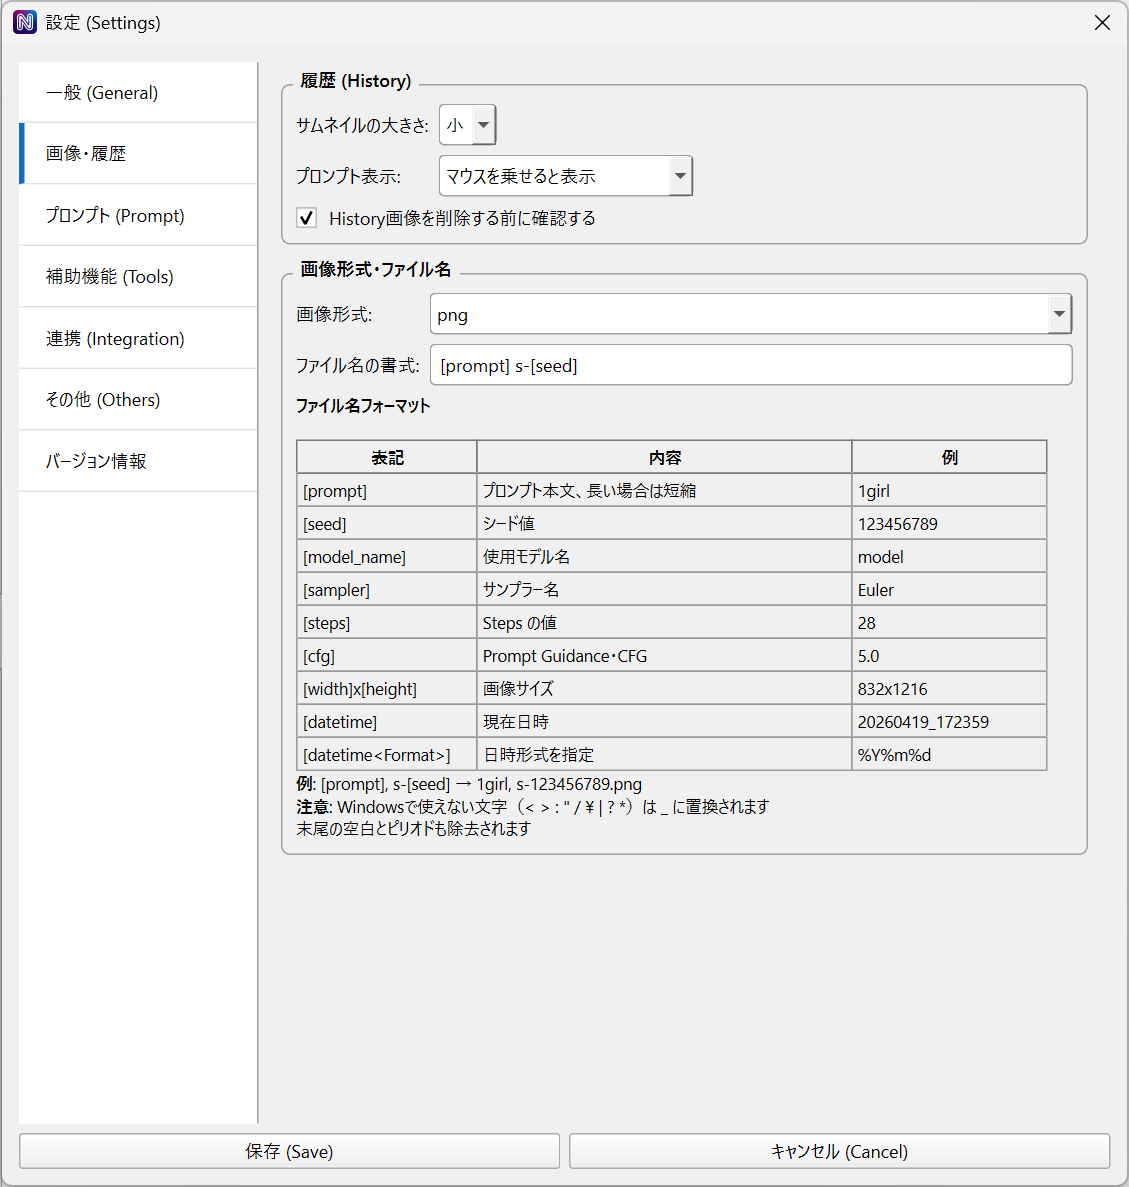 設定 (Settings)
一般 (General)
画像・履歴
プロンプト (Prompt)
補助機能 (Tools)
連携 (Integration)
その他 (Others)
バージョン情報
履歴 (History)
サムネイルの大きさ: 小
プロンプト表示: マウスを乗せると表示
History画像を削除する前に確認する
画像形式・ファイル名
画像形式: png
ファイル名の書式: [prompt] s-[seed]
ファイル名フォーマット
表記 内容 例
[prompt] プロンプト本文、長い場合は短縮 1girl
[seed] シード値 123456789
[model_name] 使用モデル名 model
[sampler] サンプラー名 Euler
[steps] Steps の値 28
[cfg] Prompt Guidance・CFG 5.0
[width]x[height] 画像サイズ 832x1216
[datetime] 現在日時 20260419_172359
[datetime<Format>] 日時形式を指定 %Y%m%d
例: [prompt], s-[seed] → 1girl, s-123456789.png
注意: Windowsで使えない文字（< > : " / ¥ | ? *）は _ に置換されます
末尾の空白とピリオドも除去されます
保存 (Save)
キャンセル (Cancel)